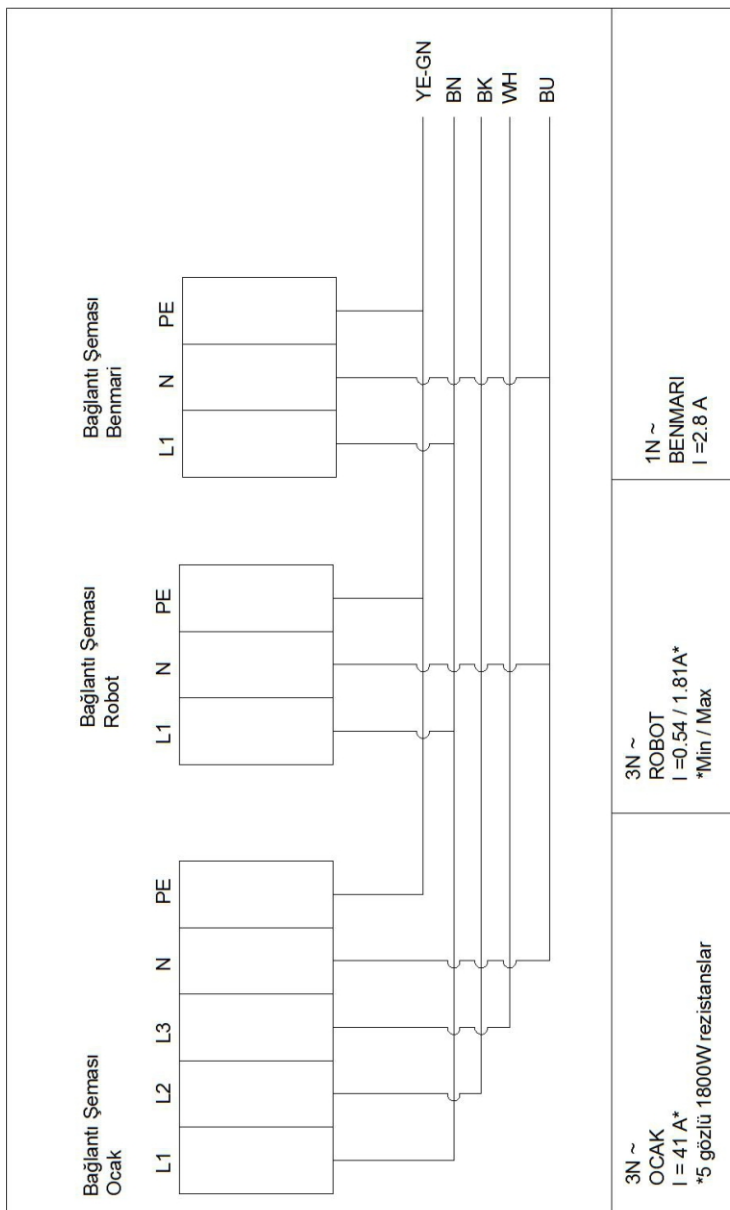 Bağlantı Şeması
Ocak
L1
L2
L3
N
PE
Bağlantı Şeması
Robot
L1
N
PE
Bağlantı Şeması
Benmari
L1
N
PE
YE-GN
BN
BK
WH
BU
3N ~
OCAK
I = 41 A*
*5 gözlü 1800W rezistanslar
3N ~
ROBOT
I =0.54 / 1.81A*
*Min / Max
1N ~
BENMARI
I =2.8 A